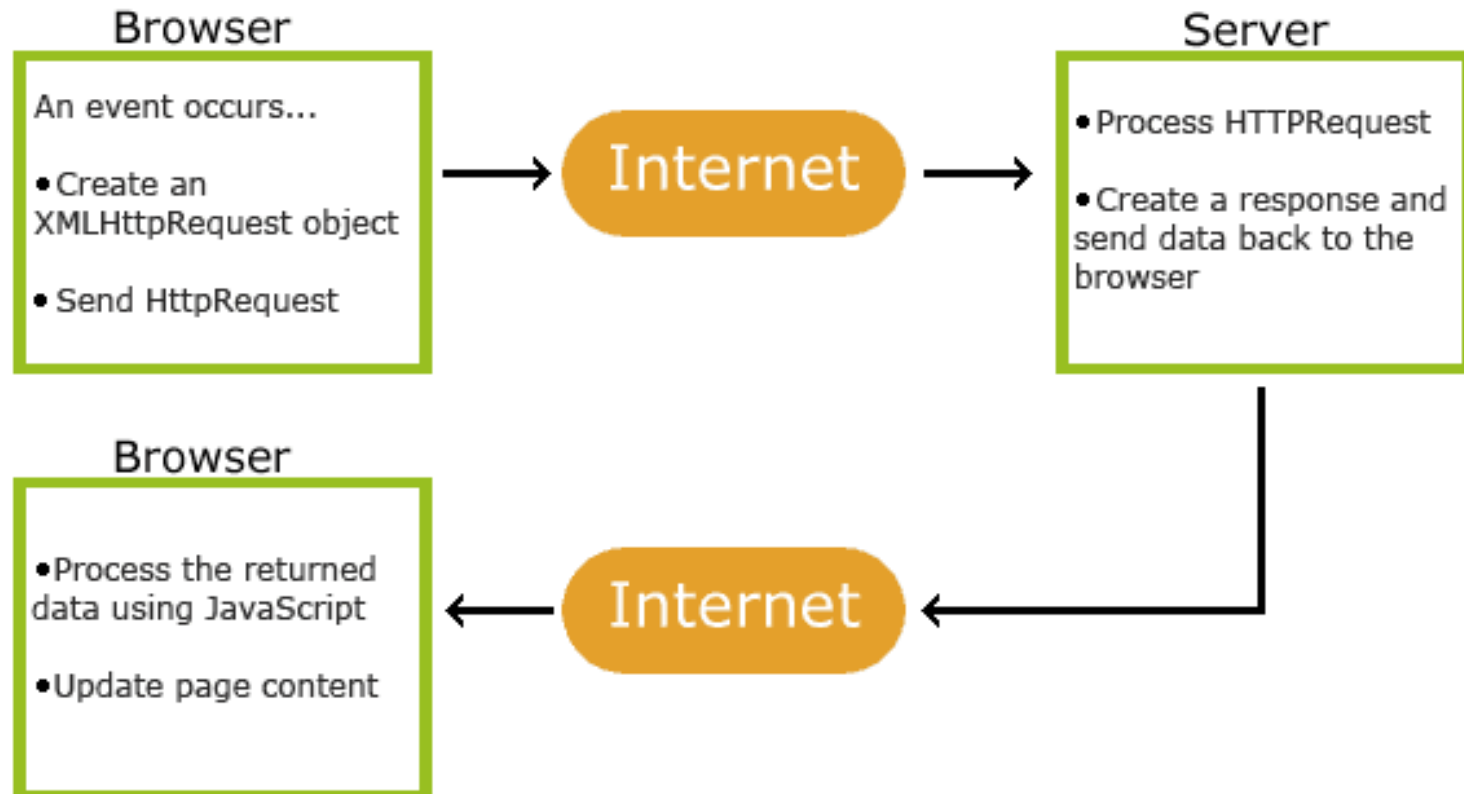 Browser
An event occurs...
•Create an
XMLHttpRequest object
• Send HttpRequest
Internet
Server
•Process HTTPRequest
•Create a response and
send data back to the
browser
Browser
•Process the returned
data using JavaScript
•Update page content
Internet